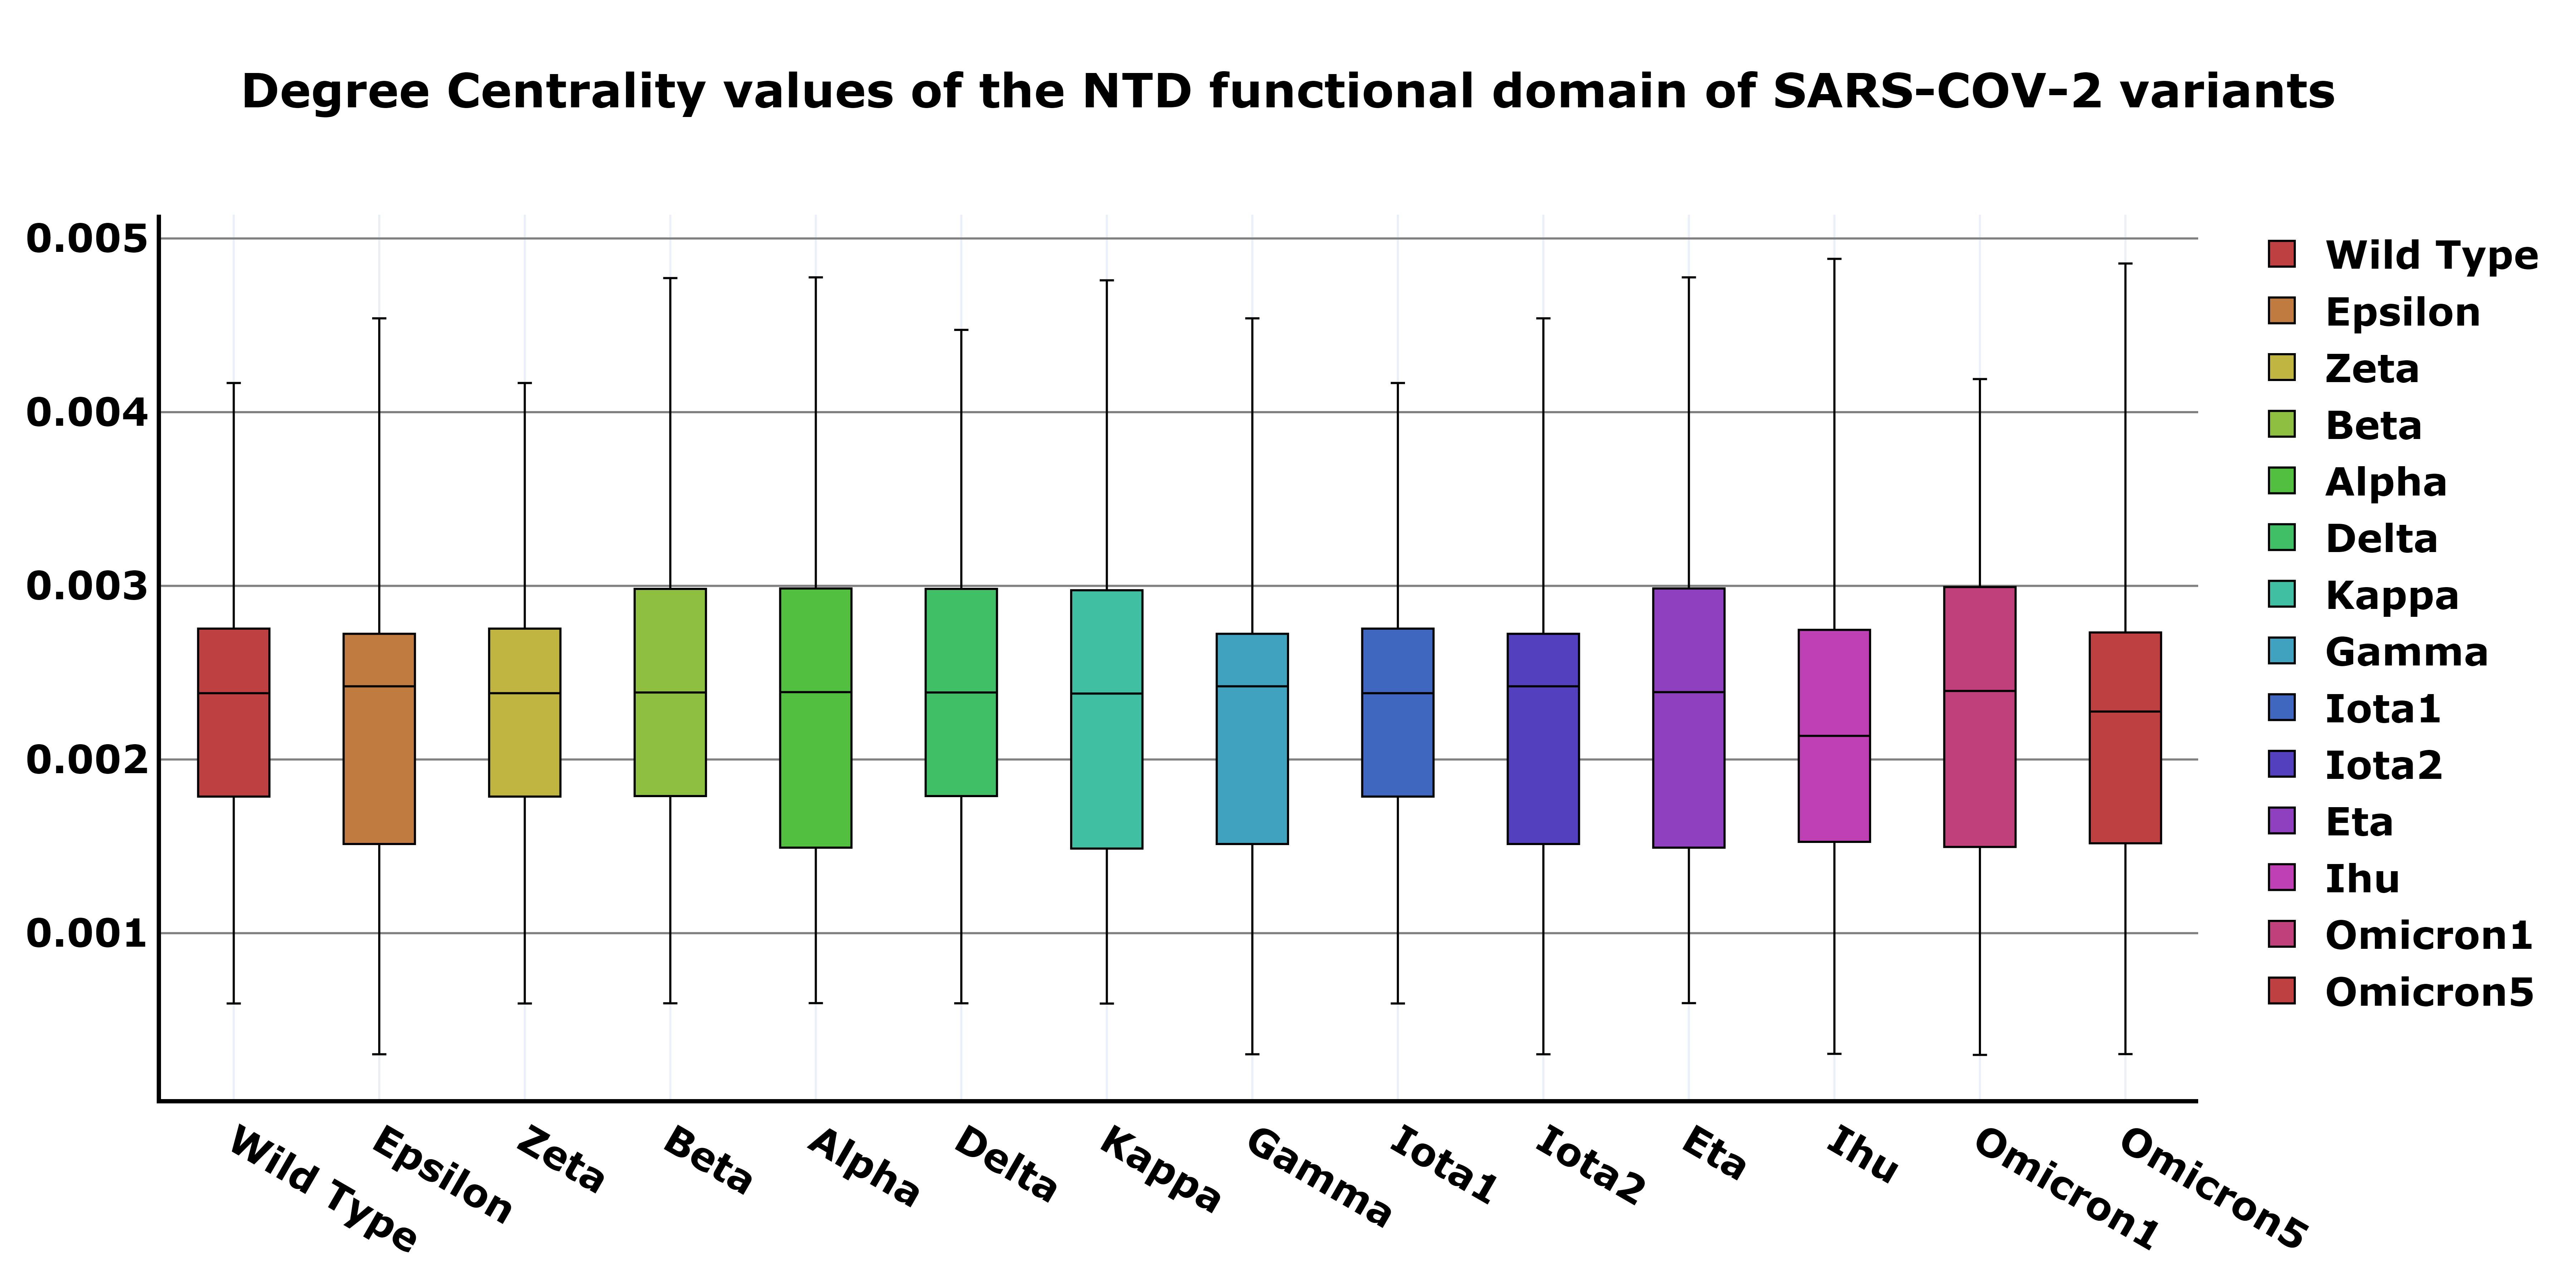 Degree Centrality values of the NTD functional domain of SARS-COV-2 variants
0.005
0.004
0.003
0.002
0.001
Wild Type
Epsilon
Zeta
Beta
Alpha
Delta
Kappa
Gamma
Iota1
Iota2
Eta
Ihu
Omicron1
Omicron5
Wild Type
Epsilon
Zeta
Beta
Alpha
Delta
Kappa
Gamma
Iota1
Iota2
Eta
Ihu
Omicron1
Omicron5